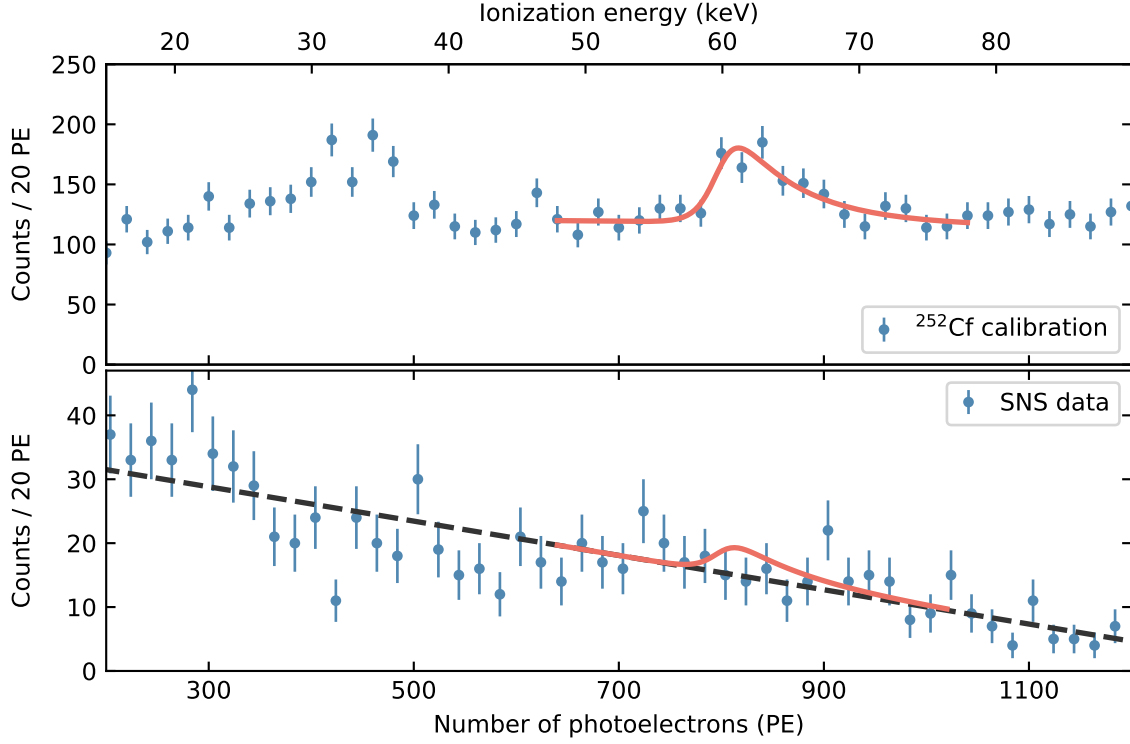 Ionization energy (keV)
20 30 40 50 60 70 80
250
200
150
100
50
0
Counts / 20 PE
²⁵²Cf calibration
40
30
20
10
0
Counts / 20 PE
SNS data
300 500 700 900 1100
Number of photoelectrons (PE)